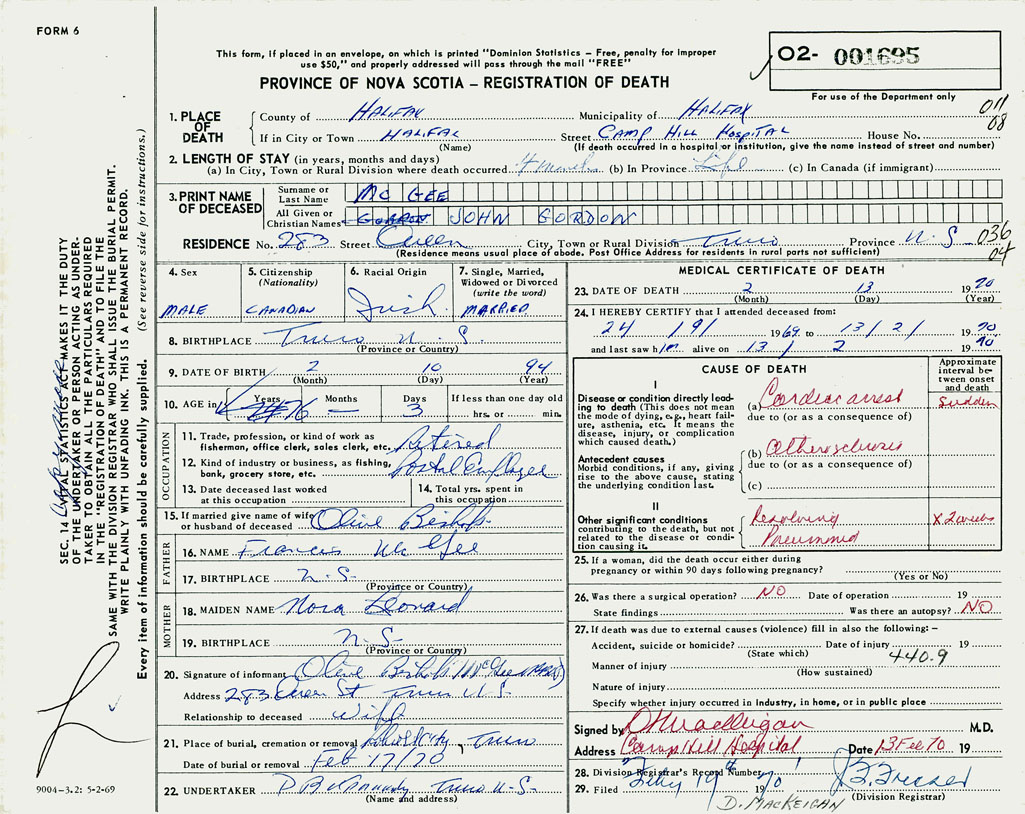 FORM 6
This form, if placed in an envelope, on which is printed "Dominion Statistics – Free, penalty for improper
use $50," and properly addressed will pass through the mail "FREE"
PROVINCE OF NOVA SCOTIA – REGISTRATION OF DEATH
O2- 001695
For use of the Department only
011
08
1. PLACE OF DEATH
County of HALIFAX Municipality of HALIFAX
If in City or Town HALIFAX Street CAMP HILL HOSPITAL House No.
(Name) (If death occurred in a hospital or institution, give the name instead of street and number)
2. LENGTH OF STAY (in years, months and days)
(a) In City, Town or Rural Division where death occurred (b) In Province Life (c) In Canada (if immigrant)
3. PRINT NAME OF DECEASED
Surname or Last Name MC GEE
All Given or Christian Names GORDON JOHN GORDON
RESIDENCE No. 283 Street Queen City, Town or Rural Division Truro Province N-S- 036
(Residence means usual place of abode. Post Office Address for residents in rural parts not sufficient) 04
4. Sex MALE
5. Citizenship (Nationality) CANADIAN
6. Racial Origin Irish
7. Single, Married, Widowed or Divorced (write the word) MARRIED
8. BIRTHPLACE Truro N.S.
(Province or Country)
9. DATE OF BIRTH 2 10 94
(Month) (Day) (Year)
10. AGE in Years 76 Months — Days 3 If less than one day old
hrs. or min.
OCCUPATION
11. Trade, profession, or kind of work as
fisherman, office clerk, sales clerk, etc. Retired
12. Kind of industry or business, as fishing,
bank, grocery store, etc. Postal Employee
13. Date deceased last worked
at this occupation
14. Total yrs. spent in
this occupation
15. If married give name of wife
or husband of deceased Olive Bishop
FATHER
16. NAME Francis McGee
17. BIRTHPLACE N.S-
(Province or Country)
MOTHER
18. MAIDEN NAME Nora Leonard
19. BIRTHPLACE N-S-
(Province or Country)
20. Signature of informant Olive Bishop McGee
Address 283 Queen St Truro N-S-
Relationship to deceased Wife
21. Place of burial, cremation or removal , Truro
Date of burial or removal Feb 17/70
22. UNDERTAKER Truro N-S-
(Name and address)
MEDICAL CERTIFICATE OF DEATH
23. DATE OF DEATH 2 13 1970
(Month) (Day) (Year)
24. I HEREBY CERTIFY that I attended deceased from:
24 / 9 / 1969 to 13 / 2 / 1970
and last saw him alive on 13 / 2 1970
CAUSE OF DEATH
Approximate interval between onset and death
I
Disease or condition directly lead-
ing to death (This does not mean
the mode of dying, e.g., heart fail-
ure, asthenia, etc. It means the
disease, injury, or complication
which caused death.)
(a) Cardiac arrest sudden
due to (or as a consequence of)
Antecedent causes
Morbid conditions, if any, giving
rise to the above cause, stating
the underlying condition last.
(b) Atherosclerosis
due to (or as a consequence of)
(c)
II
Other significant conditions
contributing to the death, but not
related to the disease or condi-
tion causing it.
Resolving x 2 weeks
25. If a woman, did the death occur either during
pregnancy or within 90 days following pregnancy?
(Yes or No)
26. Was there a surgical operation? NO Date of operation 19
State findings Was there an autopsy? NO
27. If death was due to external causes (violence) fill in also the following: –
Accident, suicide or homicide? Date of injury 19
(State which) 440.9
Manner of injury
(How sustained)
Nature of injury
Specify whether injury occurred in industry, in home, or in public place
Signed by M.D.
Address Camp Hill Hospital Date 13 Feb 70 19
28. Division Registrar's Record Number
29. Filed 1970
D. MACKEIGAN (Division Registrar)
SEC. 14 VITAL STATISTICS ACT MAKES IT THE DUTY
OF THE UNDERTAKER OR PERSON ACTING AS UNDER-
TAKER TO OBTAIN ALL THE PARTICULARS REQUIRED
IN THE "REGISTRATION OF DEATH" AND TO FILE THE
SAME WITH THE DIVISION REGISTRAR WHO SHALL ISSUE THE BURIAL PERMIT.
WRITE PLAINLY WITH UNFADING INK. THIS IS A PERMANENT RECORD.
Every item of information should be carefully supplied. (See reverse side for instructions.)
9004-3.2: 5-2-69